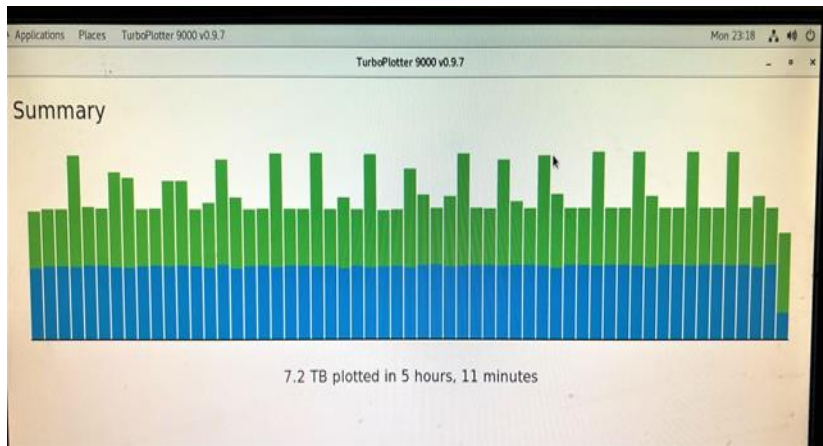 Applications Places TurboPlotter 9000 v0.9.7 Mon 23:18
TurboPlotter 9000 v0.9.7
Summary
7.2 TB plotted in 5 hours, 11 minutes